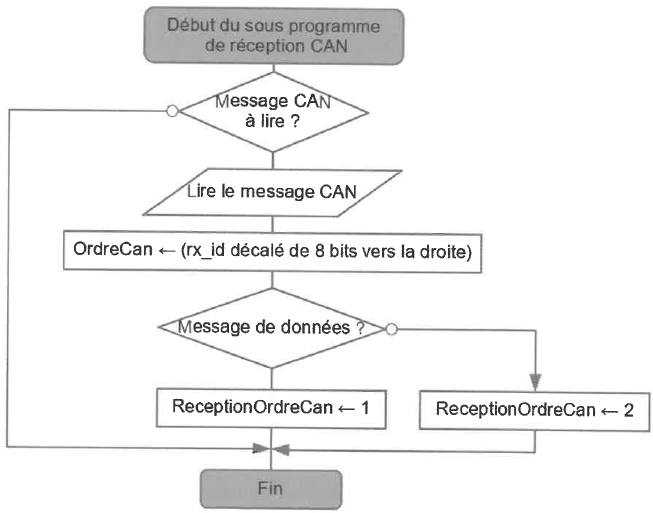 Début du sous programme
de réception CAN
Message CAN
à lire ?
Lire le message CAN
OrdreCan ← (rx_id décalé de 8 bits vers la droite)
Message de données ?
ReceptionOrdreCan ← 1
ReceptionOrdreCan ← 2
Fin